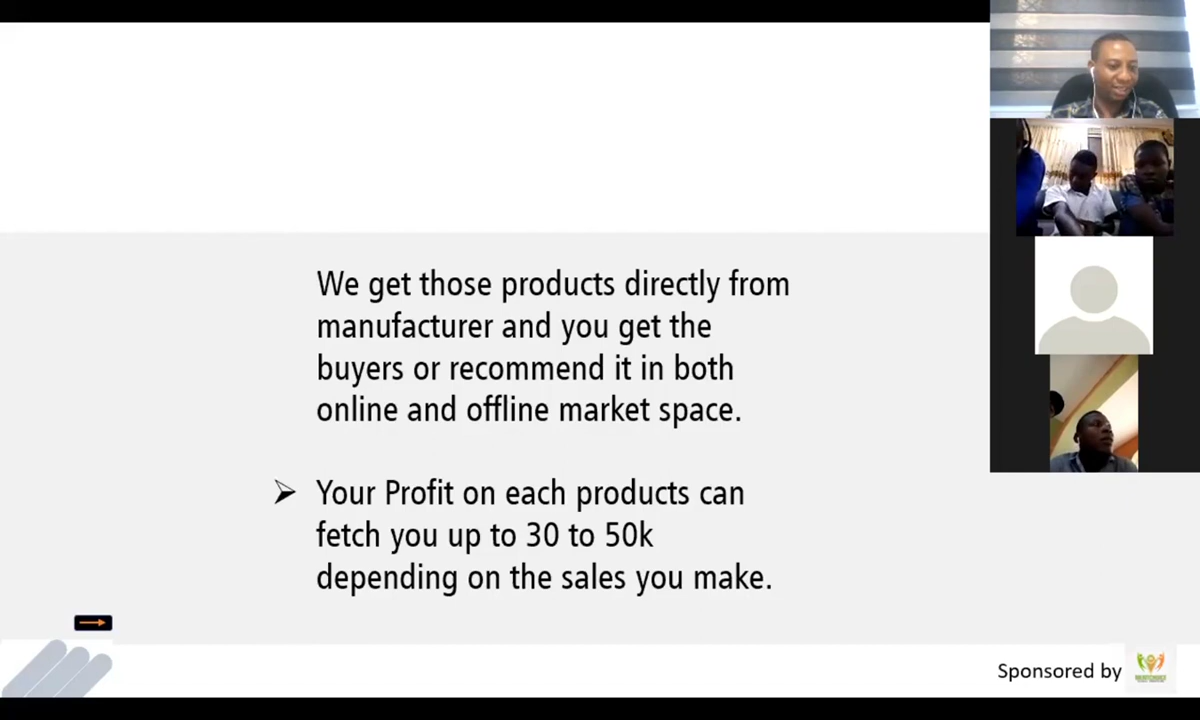 We get those products directly from
manufacturer and you get the
buyers or recommend it in both
online and offline market space.
➢ Your Profit on each products can
fetch you up to 30 to 50k
depending on the sales you make.
Sponsored by